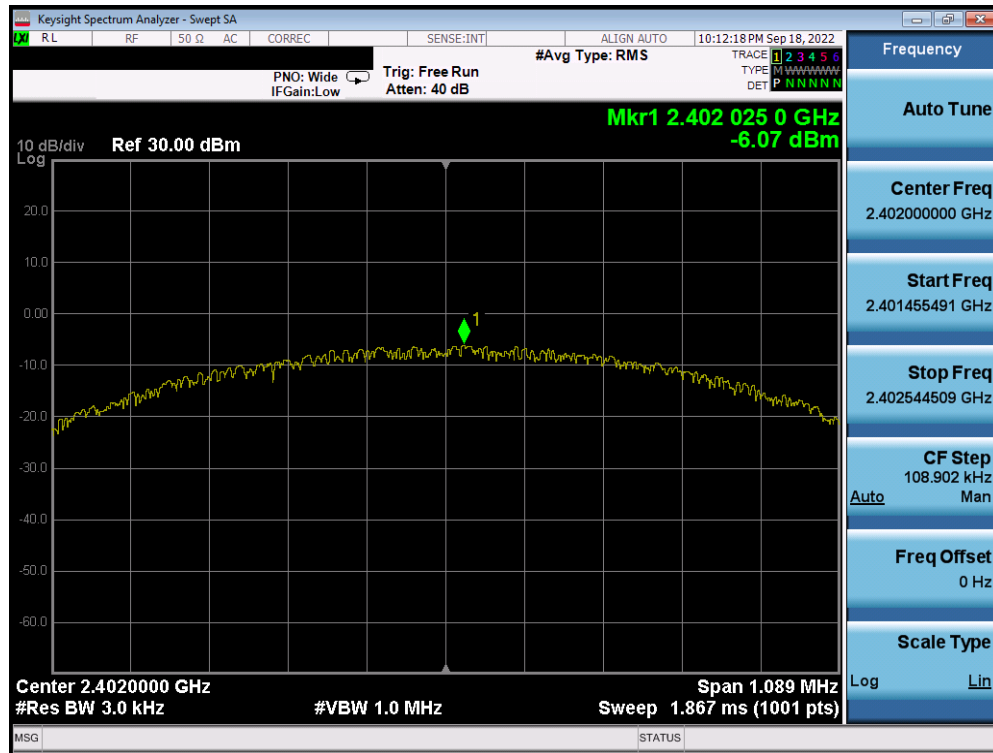 Keysight Spectrum Analyzer - Swept SA
LXI RL RF 50 Ω AC CORREC SENSE:INT ALIGN AUTO 10:12:18 PM Sep 18, 2022
#Avg Type: RMS
TRACE 1 2 3 4 5 6
PNO: Wide Trig: Free Run
TYPE M WWWWW
IFGain:Low Atten: 40 dB
DET P N N N N N
Mkr1 2.402 025 0 GHz
-6.07 dBm
10 dB/div Ref 30.00 dBm
Log
20.0
10.0
0.00
1
-10.0
-20.0
-30.0
-40.0
-50.0
-60.0
Center 2.4020000 GHz Span 1.089 MHz
#Res BW 3.0 kHz #VBW 1.0 MHz Sweep 1.867 ms (1001 pts)
MSG STATUS
Frequency
Auto Tune
Center Freq
2.402000000 GHz
Start Freq
2.401455491 GHz
Stop Freq
2.402544509 GHz
CF Step
108.902 kHz
Auto Man
Freq Offset
0 Hz
Scale Type
Log Lin